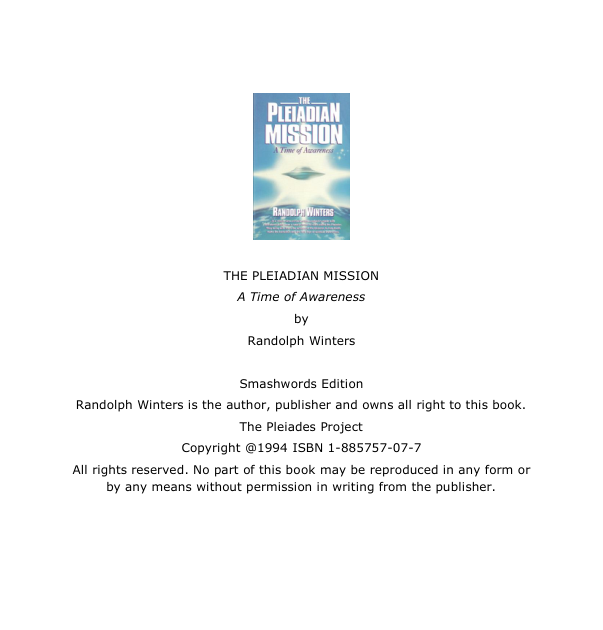 THE
PLEIADIAN
MISSION
A Time of Awareness
RANDOLPH WINTERS
THE PLEIADIAN MISSION
A Time of Awareness
by
Randolph Winters
Smashwords Edition
Randolph Winters is the author, publisher and owns all right to this book.
The Pleiades Project
Copyright @1994 ISBN 1-885757-07-7
All rights reserved. No part of this book may be reproduced in any form or
by any means without permission in writing from the publisher.